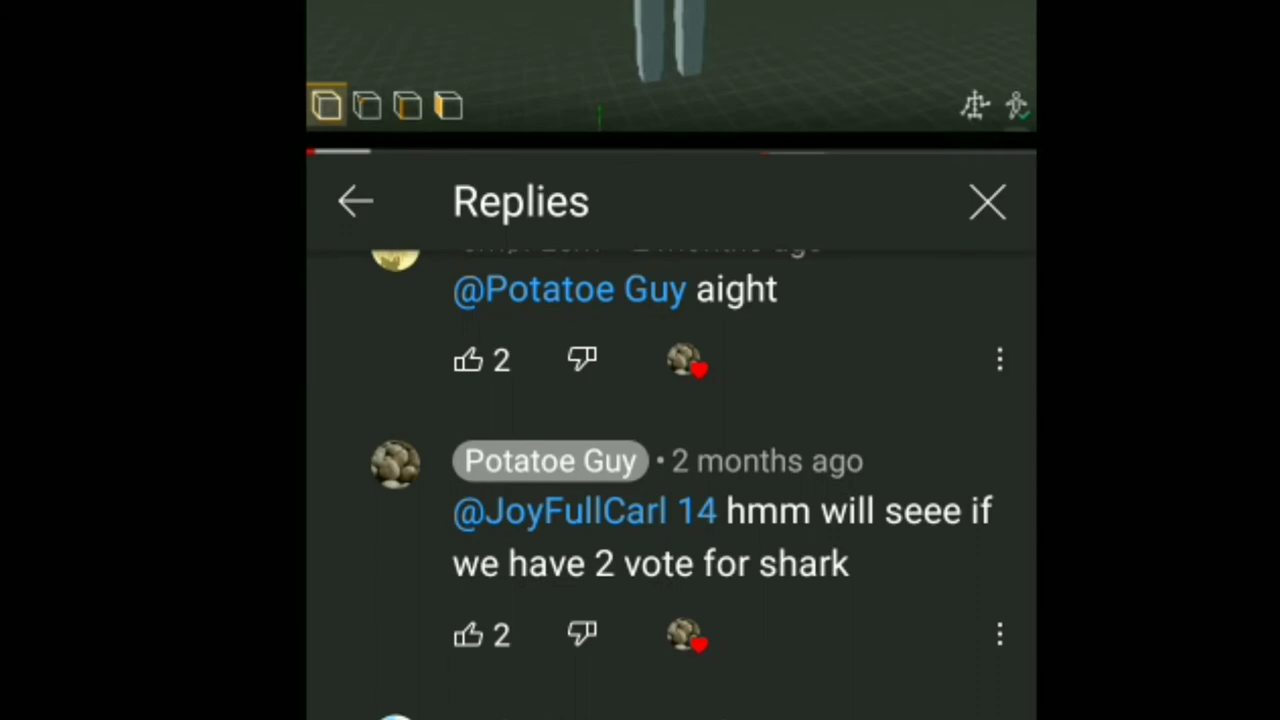 Replies
@Potatoe Guy aight
2
Potatoe Guy • 2 months ago
@JoyFullCarl 14 hmm will seee if
we have 2 vote for shark
2